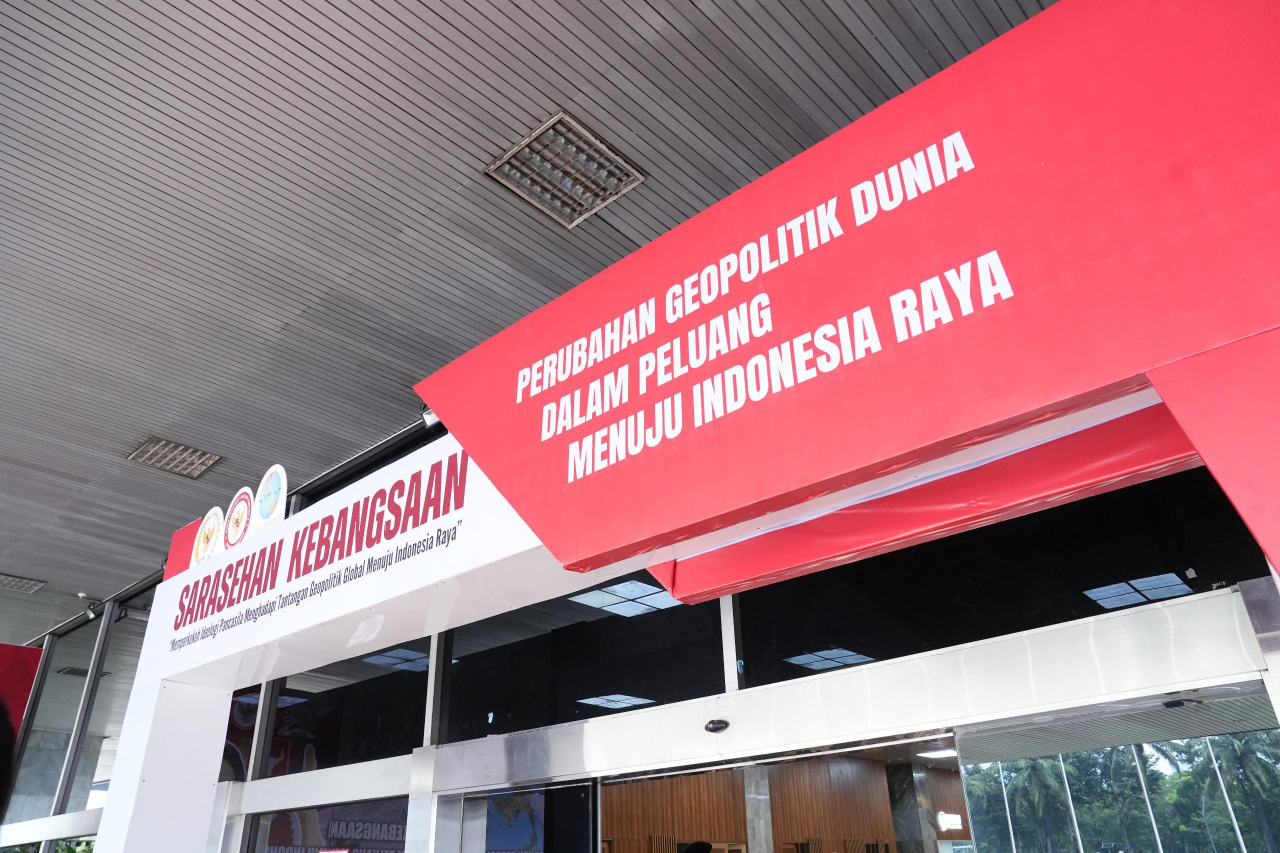 PERUBAHAN GEOPOLITIK DUNIA
DALAM PELUANG
MENUJU INDONESIA RAYA
SARASEHAN KEBANGSAAN
"Memperkokoh Ideologi Pancasila Menghadapi Tantangan Geopolitik Global Menuju Indonesia Raya"
KEBANGSAAN